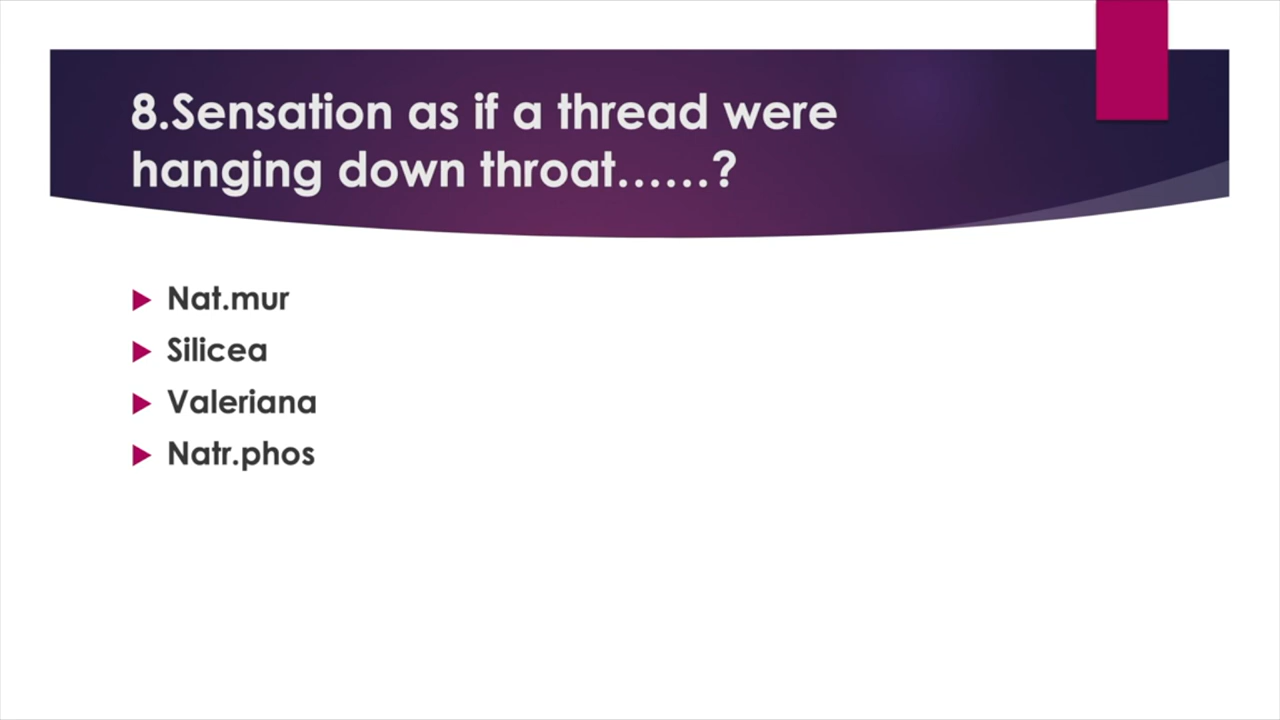 8.Sensation as if a thread were
hanging down throat......?
Nat.mur
Silicea
Valeriana
Natr.phos